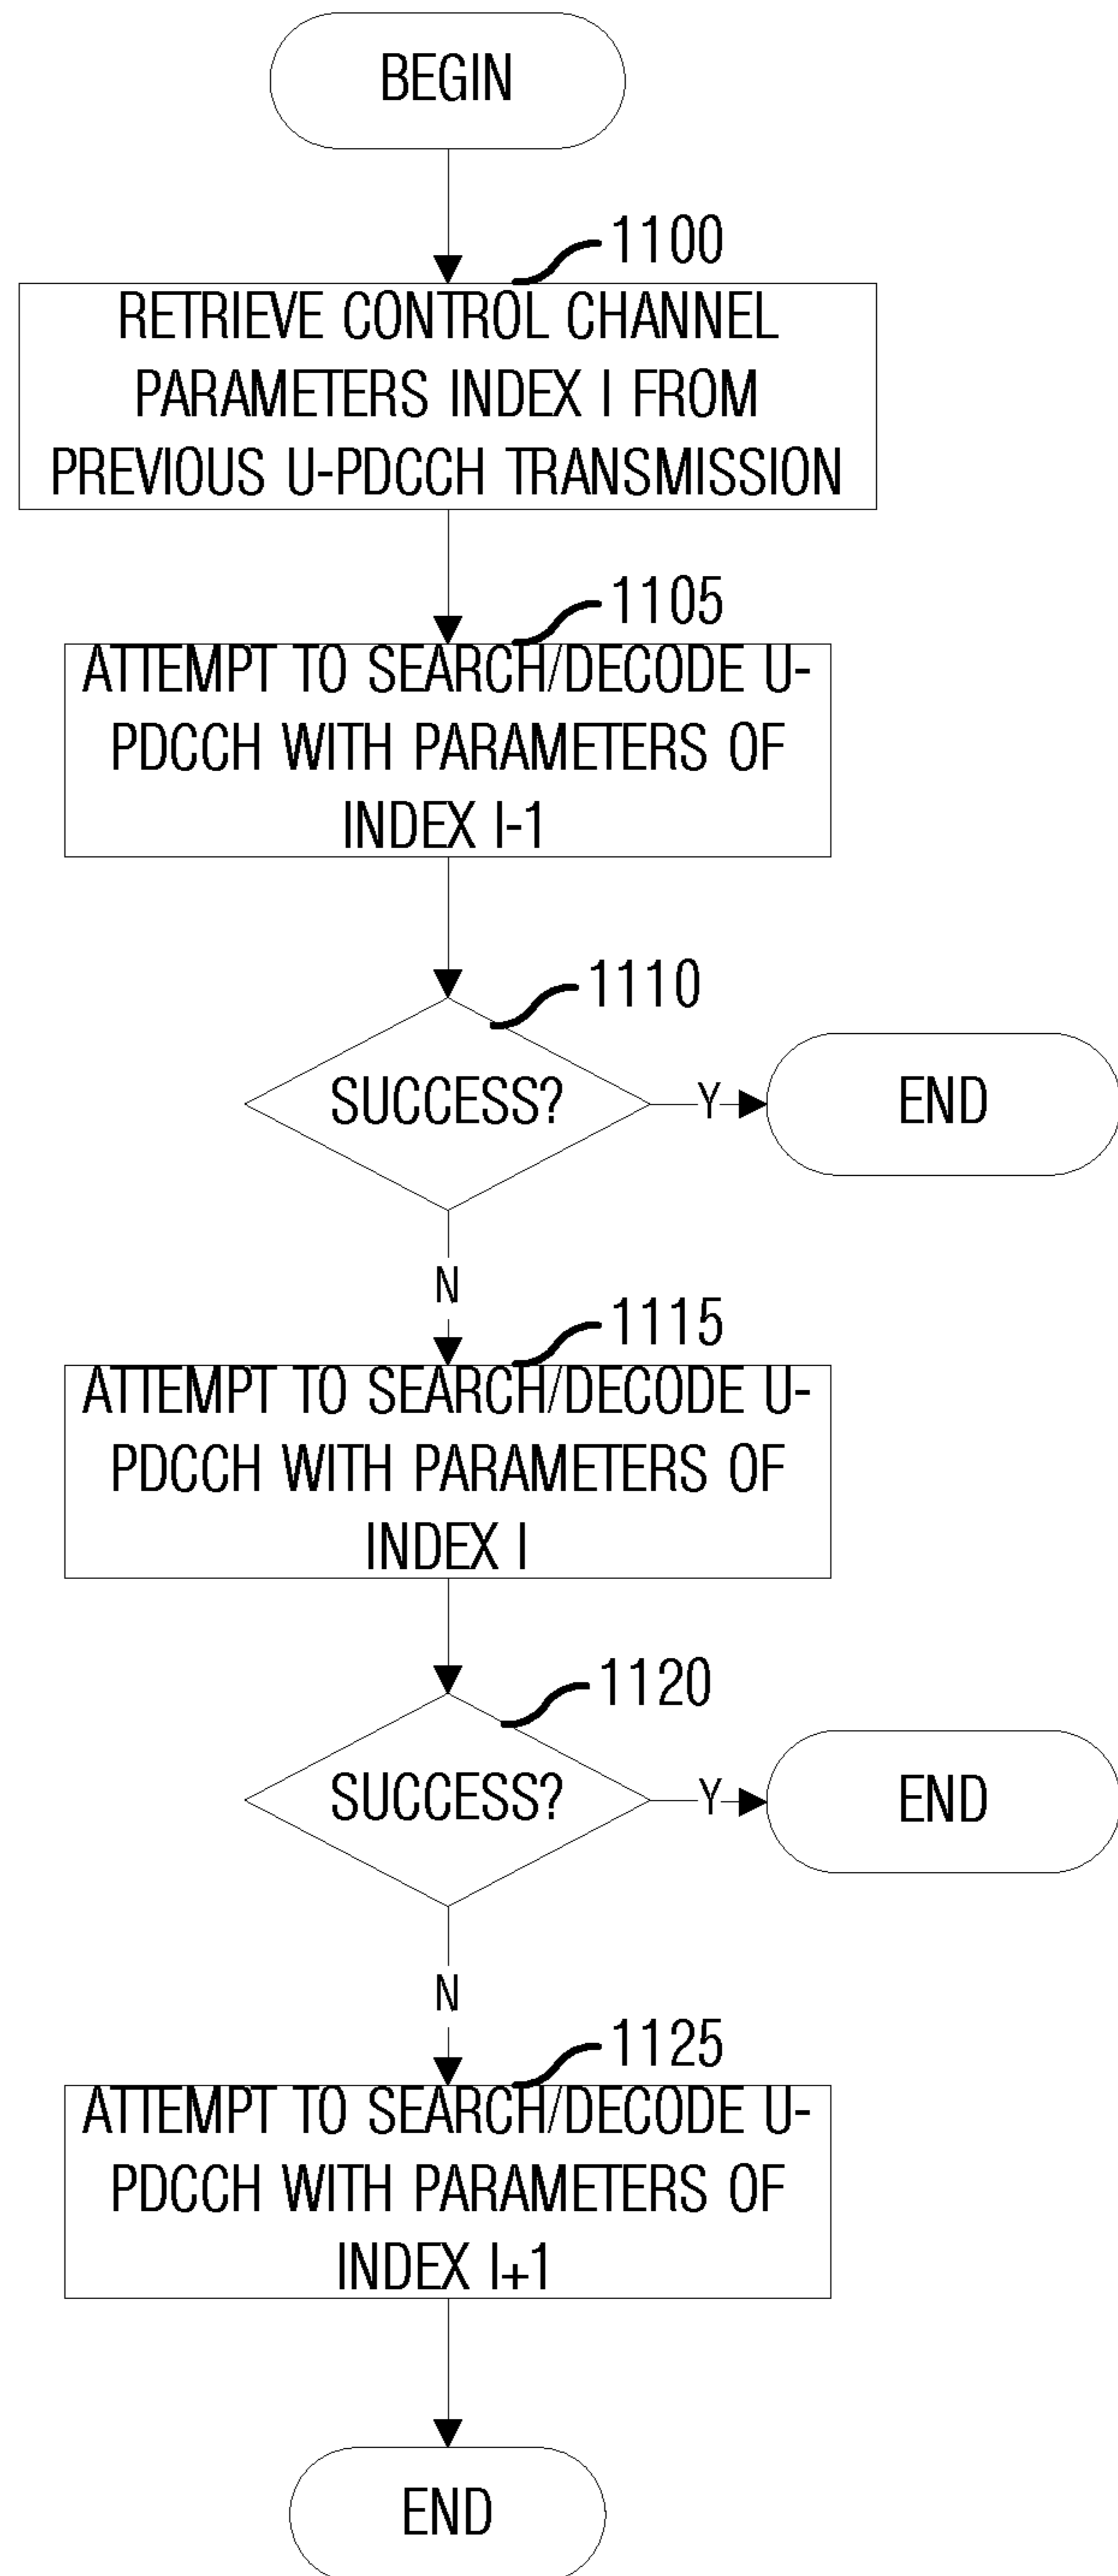 BEGIN
1100
RETRIEVE CONTROL CHANNEL
PARAMETERS INDEX I FROM
PREVIOUS U-PDCCH TRANSMISSION
1105
ATTEMPT TO SEARCH/DECODE U-
PDCCH WITH PARAMETERS OF
INDEX I-1
1110
SUCCESS?
Y
END
N
1115
ATTEMPT TO SEARCH/DECODE U-
PDCCH WITH PARAMETERS OF
INDEX I
1120
SUCCESS?
Y
END
N
1125
ATTEMPT TO SEARCH/DECODE U-
PDCCH WITH PARAMETERS OF
INDEX I+1
END